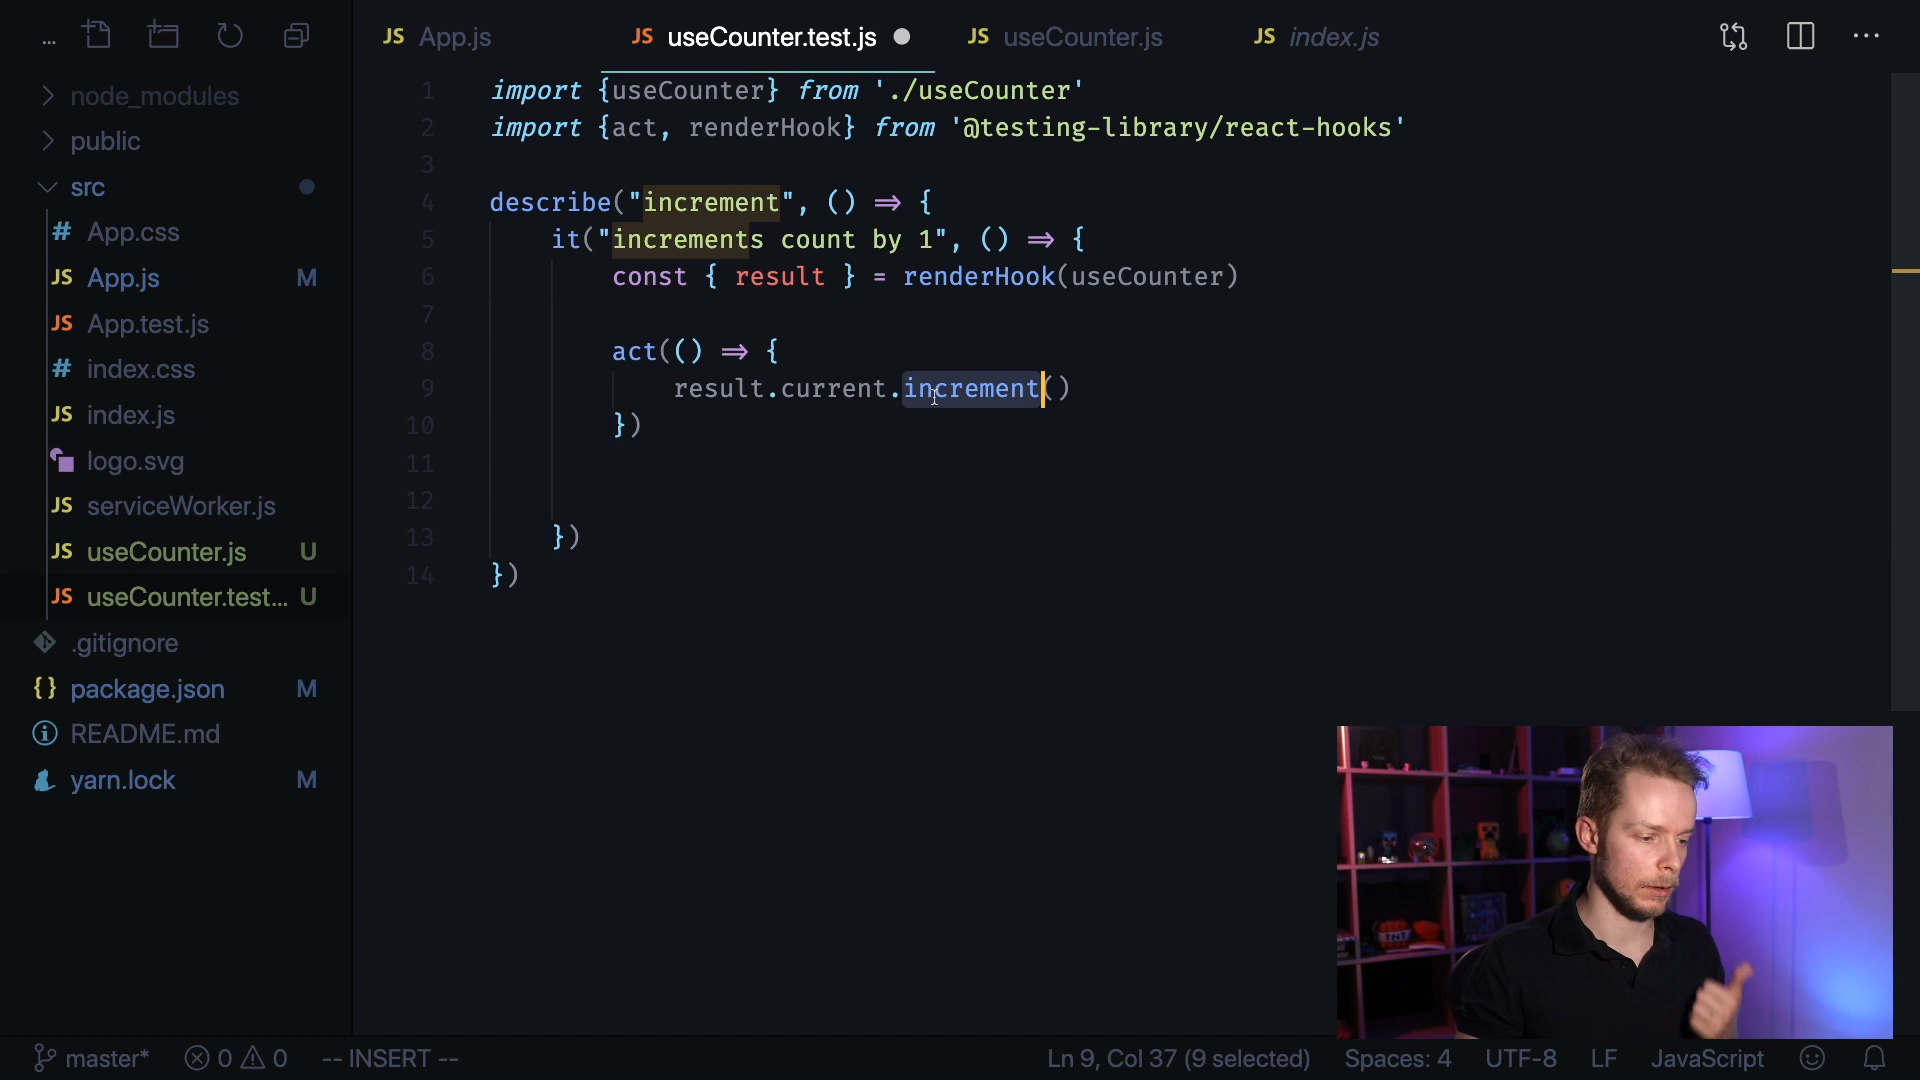 ...
JS App.js
JS useCounter.test.js
JS useCounter.js
JS index.js
...
node_modules
public
src
# App.css
JS App.js M
JS App.test.js
# index.css
JS index.js
logo.svg
JS serviceWorker.js
JS useCounter.js U
JS useCounter.test... U
.gitignore
{} package.json M
README.md
yarn.lock M
1 import {useCounter} from './useCounter'
2 import {act, renderHook} from '@testing-library/react-hooks'
3
4 describe("increment", () => {
5 it("increments count by 1", () => {
6 const { result } = renderHook(useCounter)
7
8 act(() => {
9 result.current.increment()
10 })
11
12
13 })
14 })
TNT
master* 0 0 -- INSERT --
Ln 9, Col 37 (9 selected) Spaces: 4 UTF-8 LF JavaScript